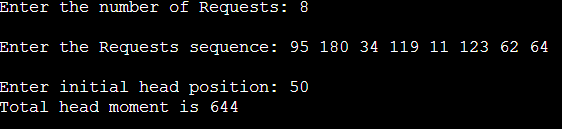 Enter the number of Requests: 8
Enter the Requests sequence: 95 180 34 119 11 123 62 64
Enter initial head position: 50
Total head moment is 644